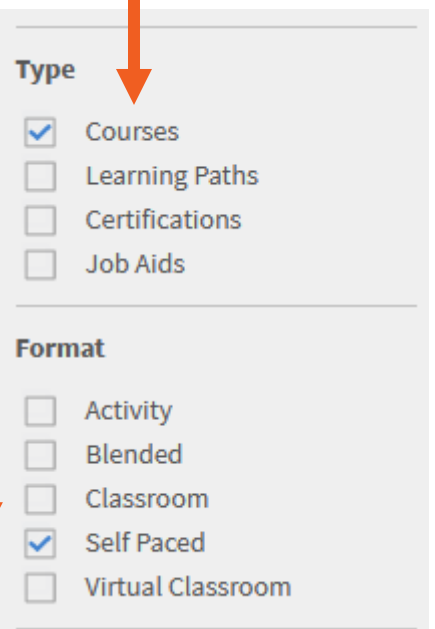 Type
Courses
Learning Paths
Certifications
Job Aids
Format
Activity
Blended
Classroom
Self Paced
Virtual Classroom